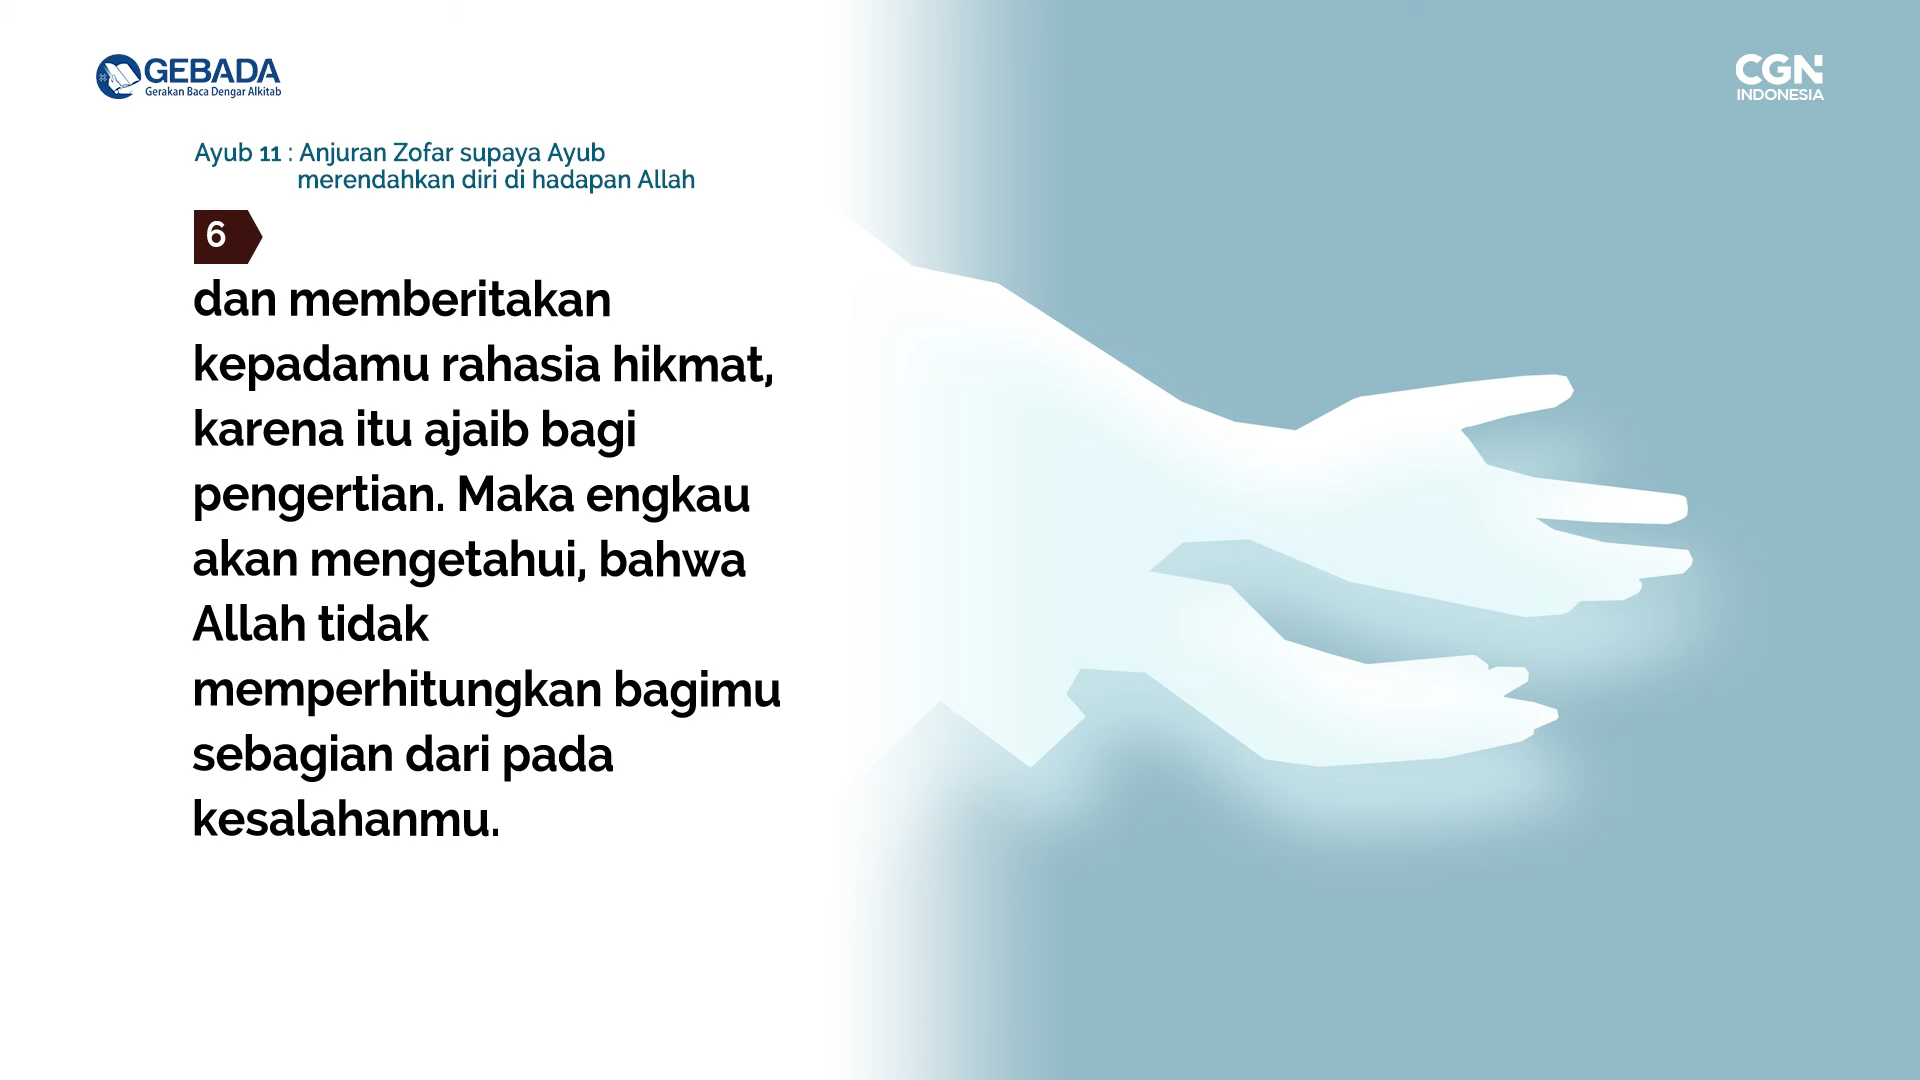 GEBADA
Gerakan Baca Dengar Alkitab
CGN
INDONESIA
Ayub 11 : Anjuran Zofar supaya Ayub
merendahkan diri di hadapan Allah
6
dan memberitakan
kepadamu rahasia hikmat,
karena itu ajaib bagi
pengertian. Maka engkau
akan mengetahui, bahwa
Allah tidak
memperhitungkan bagimu
sebagian dari pada
kesalahanmu.